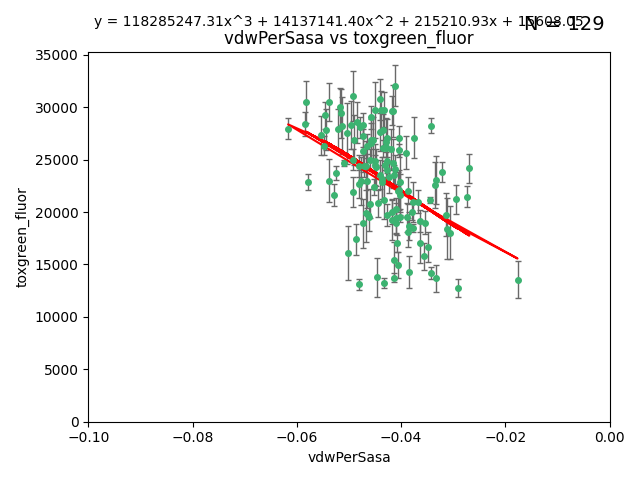 y = 118285247.31x^3 + 14137141.40x^2 + 215210.93x + 15608.05
N = 129
vdwPerSasa vs toxgreen_fluor
35000
30000
25000
20000
15000
10000
5000
0
toxgreen_fluor
−0.10 −0.08 −0.06 −0.04 −0.02 0.00
vdwPerSasa